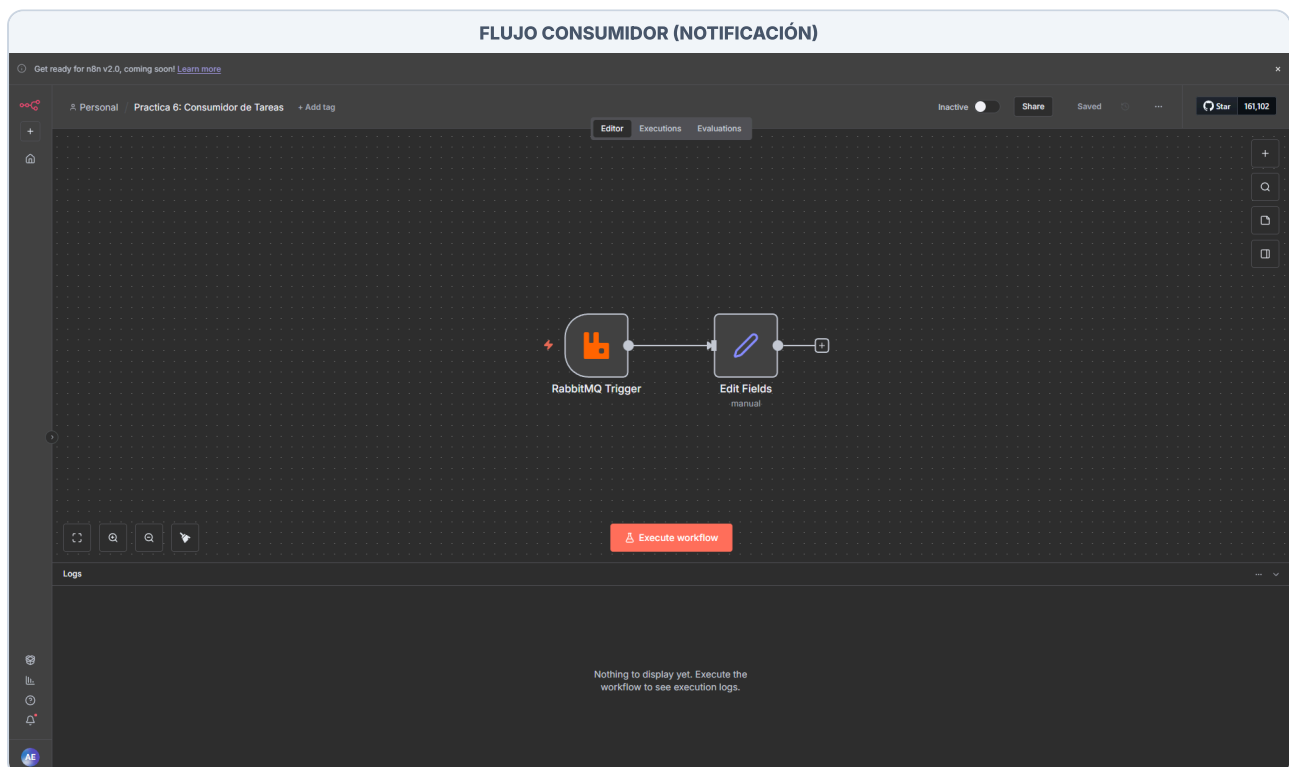 FLUJO CONSUMIDOR (NOTIFICACIÓN)
Get ready for n8n v2.0, coming soon! Learn more
Personal Practica 6: Consumidor de Tareas + Add tag
Inactive Share Saved Star 161,102
Editor Executions Evaluations
RabbitMQ Trigger
Edit Fields
manual
Execute workflow
Logs
Nothing to display yet. Execute the
workflow to see execution logs.
AE